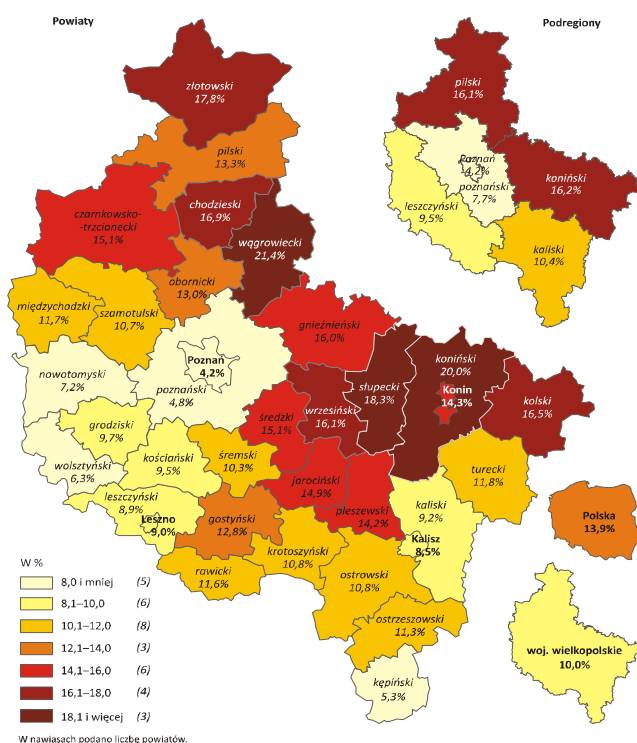 Powiaty
Podregiony
złotowski
17,8%
pilski
13,3%
czarnkowsko-
-trzcionecki
15,1%
chodzieski
16,9%
wągrowiecki
21,4%
obornicki
13,0%
międzychodzki
11,7%
szamotulski
10,7%
gnieźnieński
16,0%
nowotomyski
7,2%
Poznań
4,2%
poznański
4,8%
słupecki
18,3%
koniński
20,0%
Konin
14,3%
kolski
16,5%
średzki
15,1%
wrzesiński
16,1%
grodziski
9,7%
wolsztyński
6,3%
kościański
9,5%
śremski
10,3%
jarociński
14,9%
pleszewski
14,2%
turecki
11,8%
leszczyński
8,9%
Leszno
9,0%
gostyński
12,8%
kaliski
9,2%
Kalisz
8,5%
rawicki
11,6%
krotoszyński
10,8%
ostrowski
10,8%
ostrzeszowski
11,3%
kępiński
5,3%
pilski
16,1%
Poznań
4,2%
poznański
7,7%
leszczyński
9,5%
koniński
16,2%
kaliski
10,4%
Polska
13,9%
woj. wielkopolskie
10,0%
W %
8,0 i mniej (5)
8,1–10,0 (6)
10,1–12,0 (8)
12,1–14,0 (3)
14,1–16,0 (6)
16,1–18,0 (4)
18,1 i więcej (3)
W nawiasach podano liczbę powiatów.